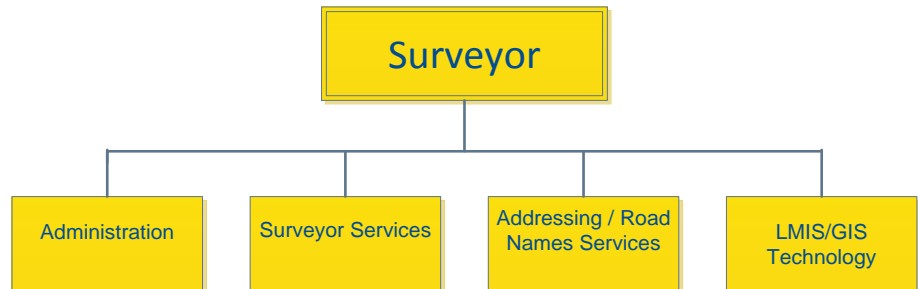 Surveyor
Administration
Surveyor Services
Addressing / Road
Names Services
LMIS/GIS
Technology